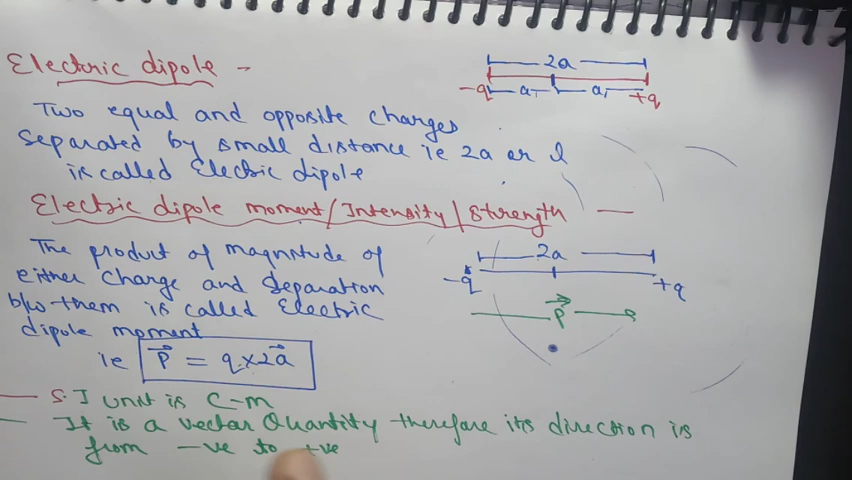 Electric dipole -
2a
-q a a +q
Two equal and opposite charges
separated by small distance ie 2a or l
is called Electric dipole
Electric dipole moment/Intensity/Strength —
The product of magnitude of
either charge and separation
b/w them is called Electric
dipole moment
2a
-q +q
P⃗
ie P⃗ = q×2a⃗
— S.I unit is C-m
— It is a vector Quantity therefore its direction is
from -ve to +ve